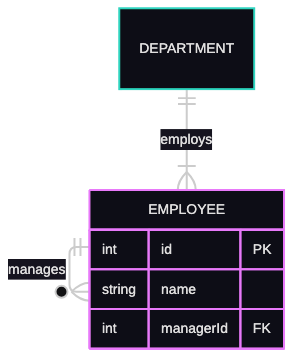 DEPARTMENT
employs
EMPLOYEE
int id PK
manages
string name
int managerId FK